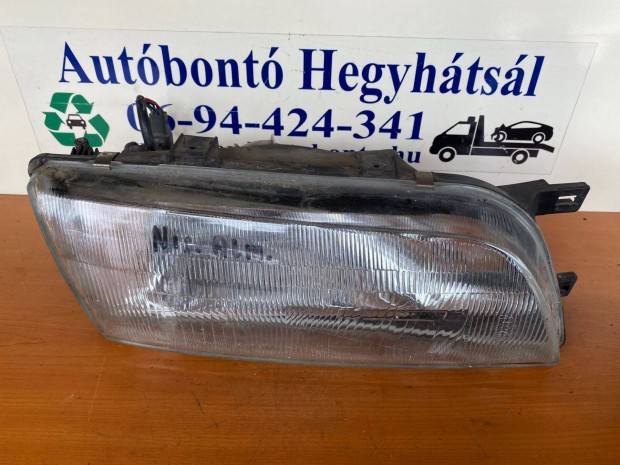 Autóbontó Hegyhátsál
06-94-424-341
NIS. ALM.